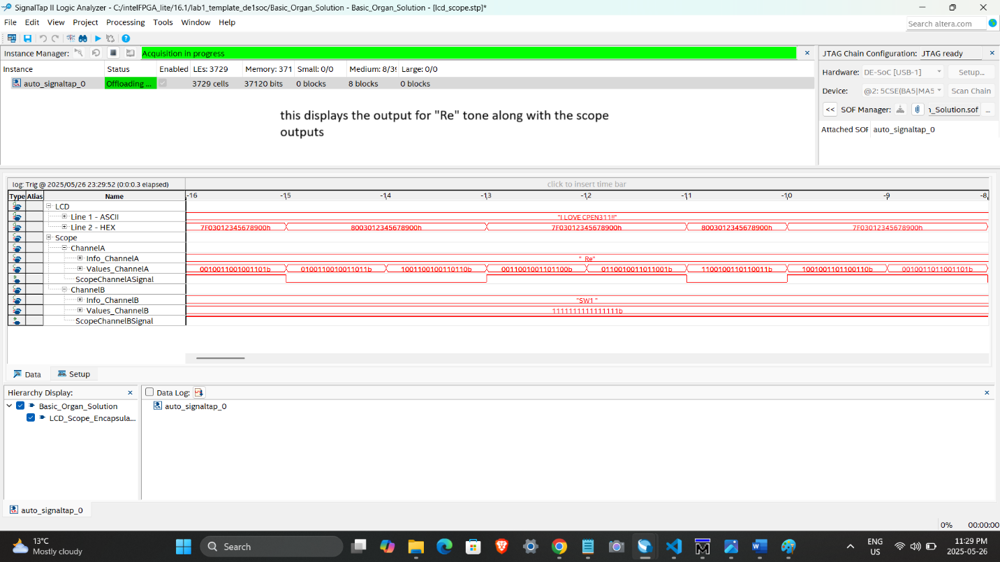 SignalTap II Logic Analyzer - C:/intelFPGA_lite/16.1/lab1_template_de1soc/Basic_Organ_Solution - Basic_Organ_Solution - [lcd_scope.stp]*
File Edit View Project Processing Tools Window Help
Search altera.com
Instance Manager: Acquisition in progress
JTAG Chain Configuration: JTAG ready
Instance Status Enabled LEs: 3729 Memory: 371 Small: 0/0 Medium: 8/39 Large: 0/0
auto_signaltap_0 Offloading ... 3729 cells 37120 bits 0 blocks 8 blocks 0 blocks
Hardware: DE-SoC [USB-1] Setup...
Device: @2: 5CSE(BA5|MA5 Scan Chain
<< SOF Manager: n_Solution.sof ...
Attached SOF auto_signaltap_0
this displays the output for "Re" tone along with the scope
outputs
log: Trig @ 2025/05/26 23:29:52 (0:0:0.3 elapsed) click to insert time bar
Type Alias Name -16 -15 -14 -13 -12 -11 -10 -9 -8
LCD
Line 1 - ASCII "I LOVE CPEN311!!"
Line 2 - HEX 7F03012345678900h 8003012345678900h 7F03012345678900h 8003012345678900h 7F03012345678900h
Scope
ChannelA
Info_ChannelA " Re"
Values_ChannelA 0010011001001101b 0100110010011011b 1001100100110110b 0011001001101100b 0110010011011001b 1100100110110011b 1001001101100110b 0010011011001101b
ScopeChannelASignal
ChannelB
Info_ChannelB "SW1 "
Values_ChannelB 1111111111111111b
ScopeChannelBSignal
Data Setup
Hierarchy Display:
Basic_Organ_Solution
LCD_Scope_Encapsula...
Data Log:
auto_signaltap_0
auto_signaltap_0
0% 00:00:00
13°C
Mostly cloudy
Search
ENG
US
11:29 PM
2025-05-26